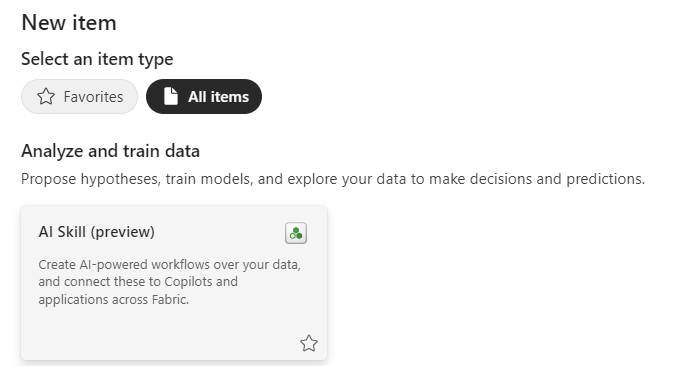 New item
Select an item type
Favorites
All items
Analyze and train data
Propose hypotheses, train models, and explore your data to make decisions and predictions.
AI Skill (preview)
Create AI-powered workflows over your data,
and connect these to Copilots and
applications across Fabric.